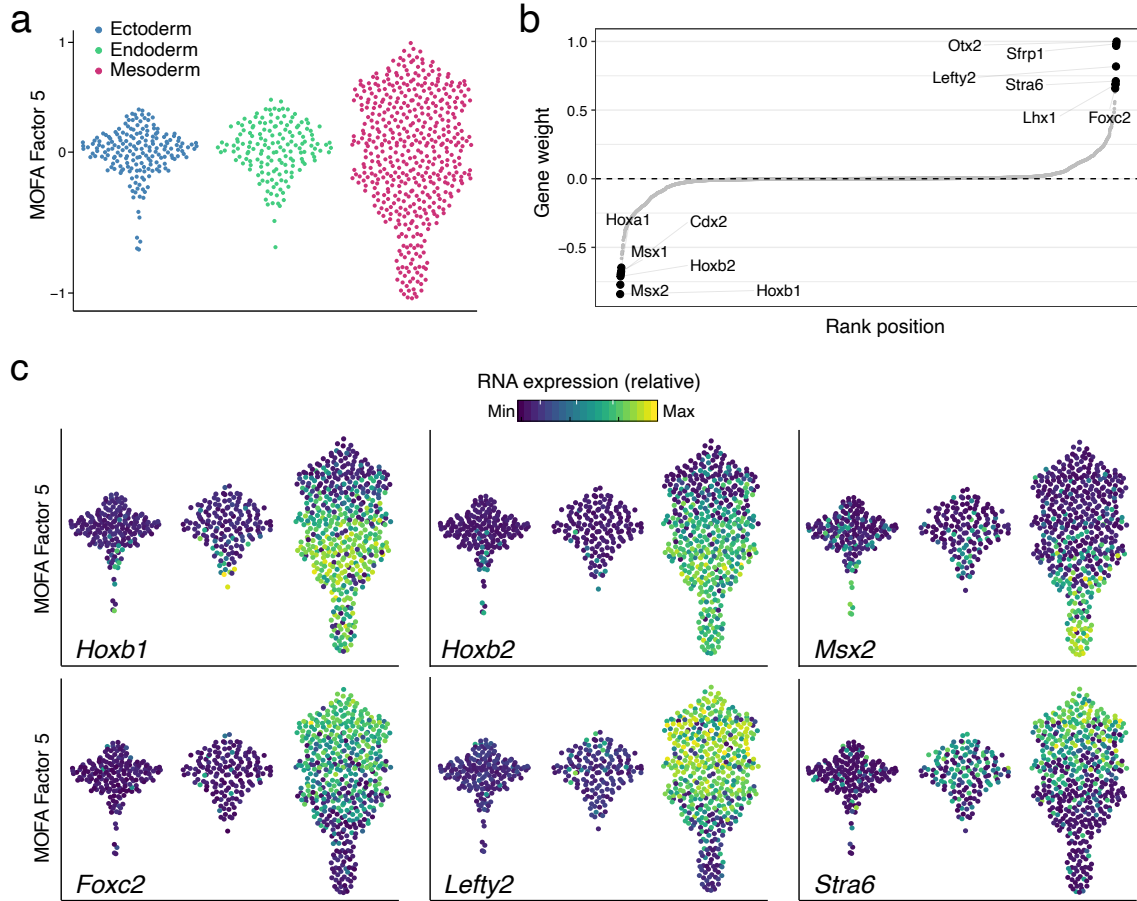 a
Ectoderm
Endoderm
Mesoderm
MOFA Factor 5
1
0
−1
b
Gene weight
1.0
0.5
0.0
−0.5
Otx2
Sfrp1
Lefty2
Stra6
Lhx1
Foxc2
Hoxa1
Cdx2
Msx1
Hoxb2
Msx2
Hoxb1
Rank position
c
RNA expression (relative)
Min
Max
MOFA Factor 5
Hoxb1
Hoxb2
Msx2
MOFA Factor 5
Foxc2
Lefty2
Stra6